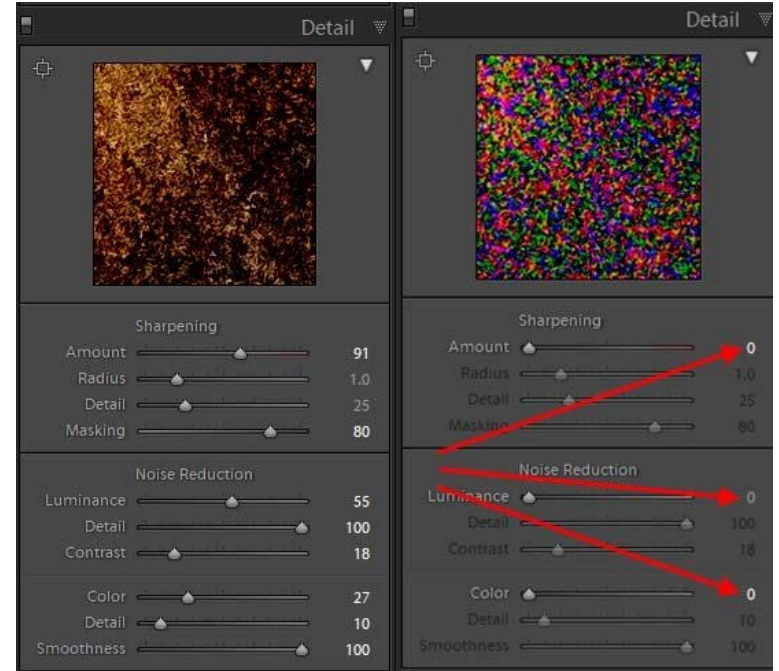 Detail
Sharpening
Amount 91
Radius 1.0
Detail 25
Masking 80
Noise Reduction
Luminance 55
Detail 100
Contrast 18
Color 27
Detail 10
Smoothness 100
Detail
Sharpening
Amount 0
Radius 1.0
Detail 25
Masking 80
Noise Reduction
Luminance 0
Detail 100
Contrast 18
Color 0
Detail 10
Smoothness 100